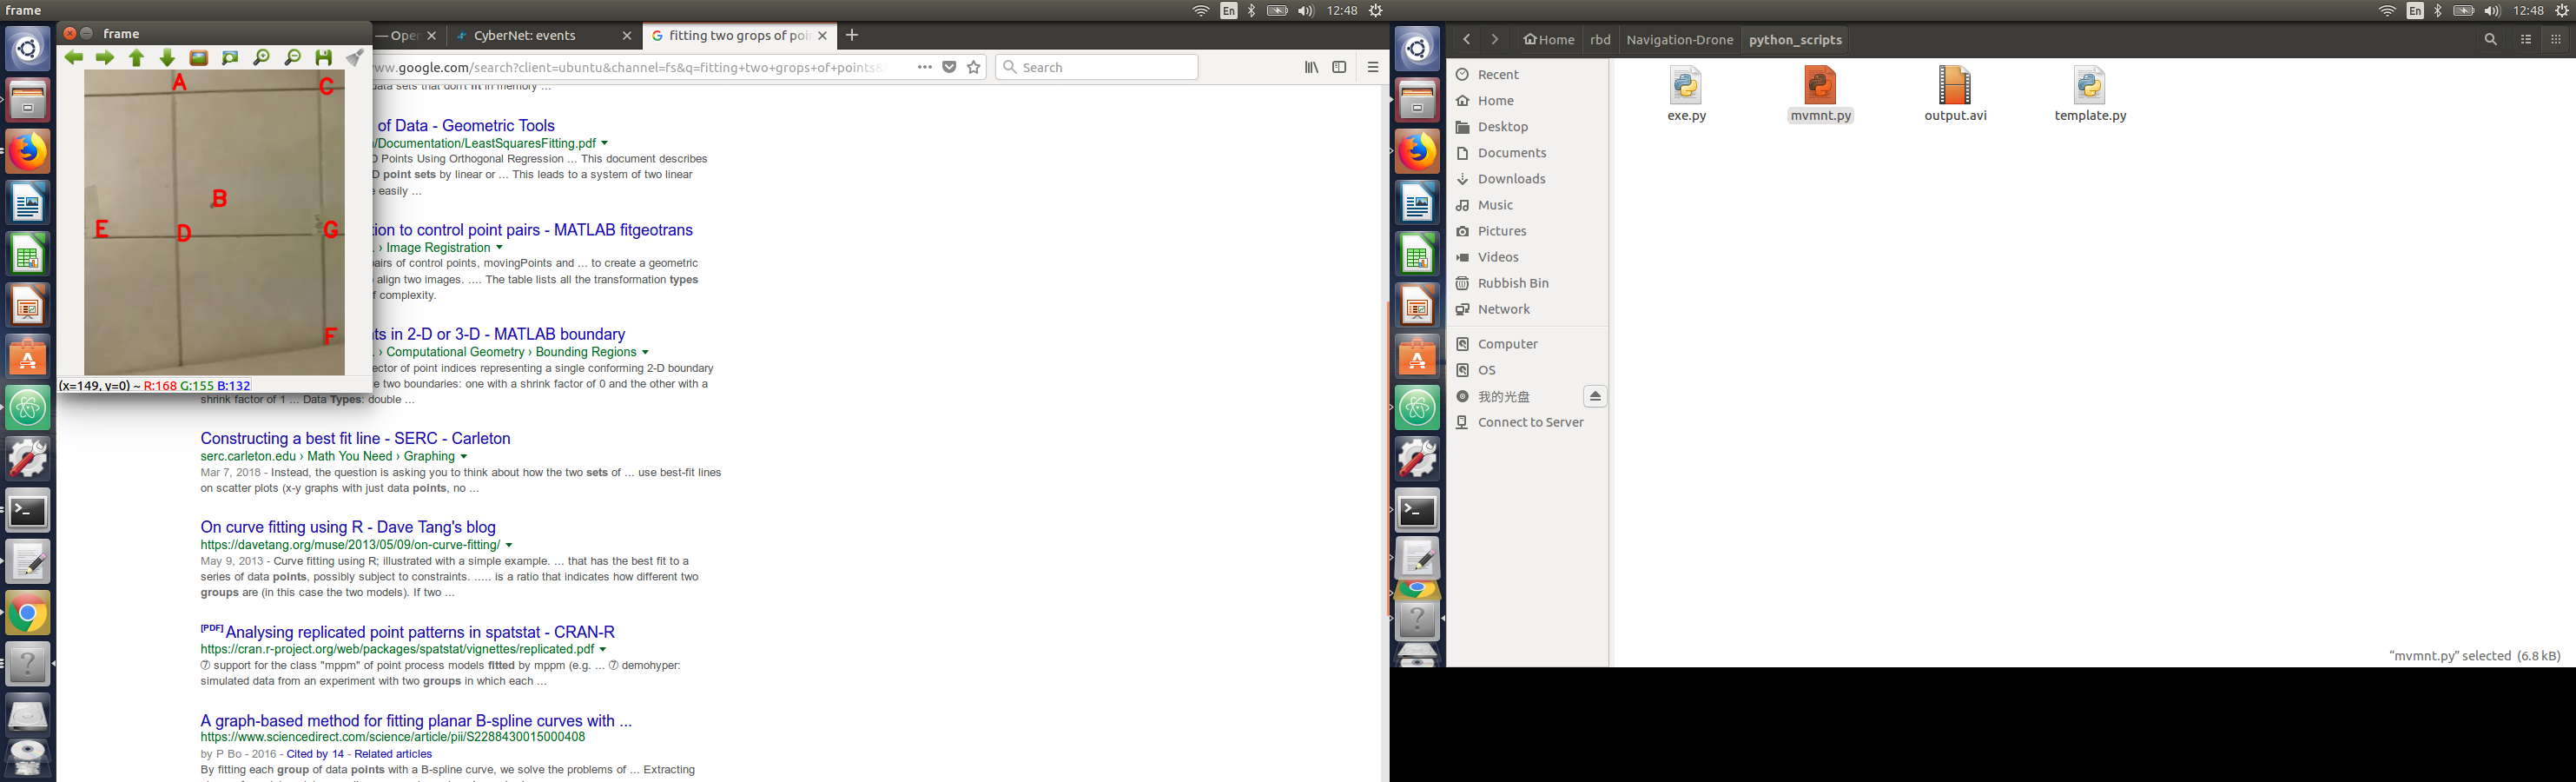 frame
En
12:48
En
12:48
frame
— Oper
CyberNet: events
fitting two grops of poin
Home
rbd
Navigation-Drone
python_scripts
ww.google.com/search?client=ubuntu&channel=fs&q=fitting+two+grops+of+points&
Search
A
C
B
E
D
G
F
(x=149, y=0) ~ R:168 G:155 B:132
data sets that don't fit in memory ...
of Data - Geometric Tools
/Documentation/LeastSquaresFitting.pdf
D Points Using Orthogonal Regression ... This document describes
D point sets by linear or ... This leads to a system of two linear
easily ...
tion to control point pairs - MATLAB fitgeotrans
› Image Registration
airs of control points, movingPoints and ... to create a geometric
align two images. .... The table lists all the transformation types
f complexity.
ts in 2-D or 3-D - MATLAB boundary
› Computational Geometry › Bounding Regions
ector of point indices representing a single conforming 2-D boundary
e two boundaries: one with a shrink factor of 0 and the other with a
shrink factor of 1 ... Data Types: double ...
Constructing a best fit line - SERC - Carleton
serc.carleton.edu › Math You Need › Graphing
Mar 7, 2018 - Instead, the question is asking you to think about how the two sets of ... use best-fit lines
on scatter plots (x-y graphs with just data points, no ...
On curve fitting using R - Dave Tang's blog
https://davetang.org/muse/2013/05/09/on-curve-fitting/
May 9, 2013 - Curve fitting using R; illustrated with a simple example. ... that has the best fit to a
series of data points, possibly subject to constraints. ..... is a ratio that indicates how different two
groups are (in this case the two models). If two ...
[PDF] Analysing replicated point patterns in spatstat - CRAN-R
https://cran.r-project.org/web/packages/spatstat/vignettes/replicated.pdf
⑦ support for the class "mppm" of point process models fitted by mppm (e.g. ... ⑦ demohyper:
simulated data from an experiment with two groups in which each ...
A graph-based method for fitting planar B-spline curves with ...
https://www.sciencedirect.com/science/article/pii/S2288430015000408
by P Bo - 2016 - Cited by 14 - Related articles
By fitting each group of data points with a B-spline curve, we solve the problems of ... Extracting
Recent
Home
Desktop
Documents
Downloads
Music
Pictures
Videos
Rubbish Bin
Network
Computer
OS
我的光盘
Connect to Server
exe.py
mvmnt.py
output.avi
template.py
"mvmnt.py" selected (6.8 kB)